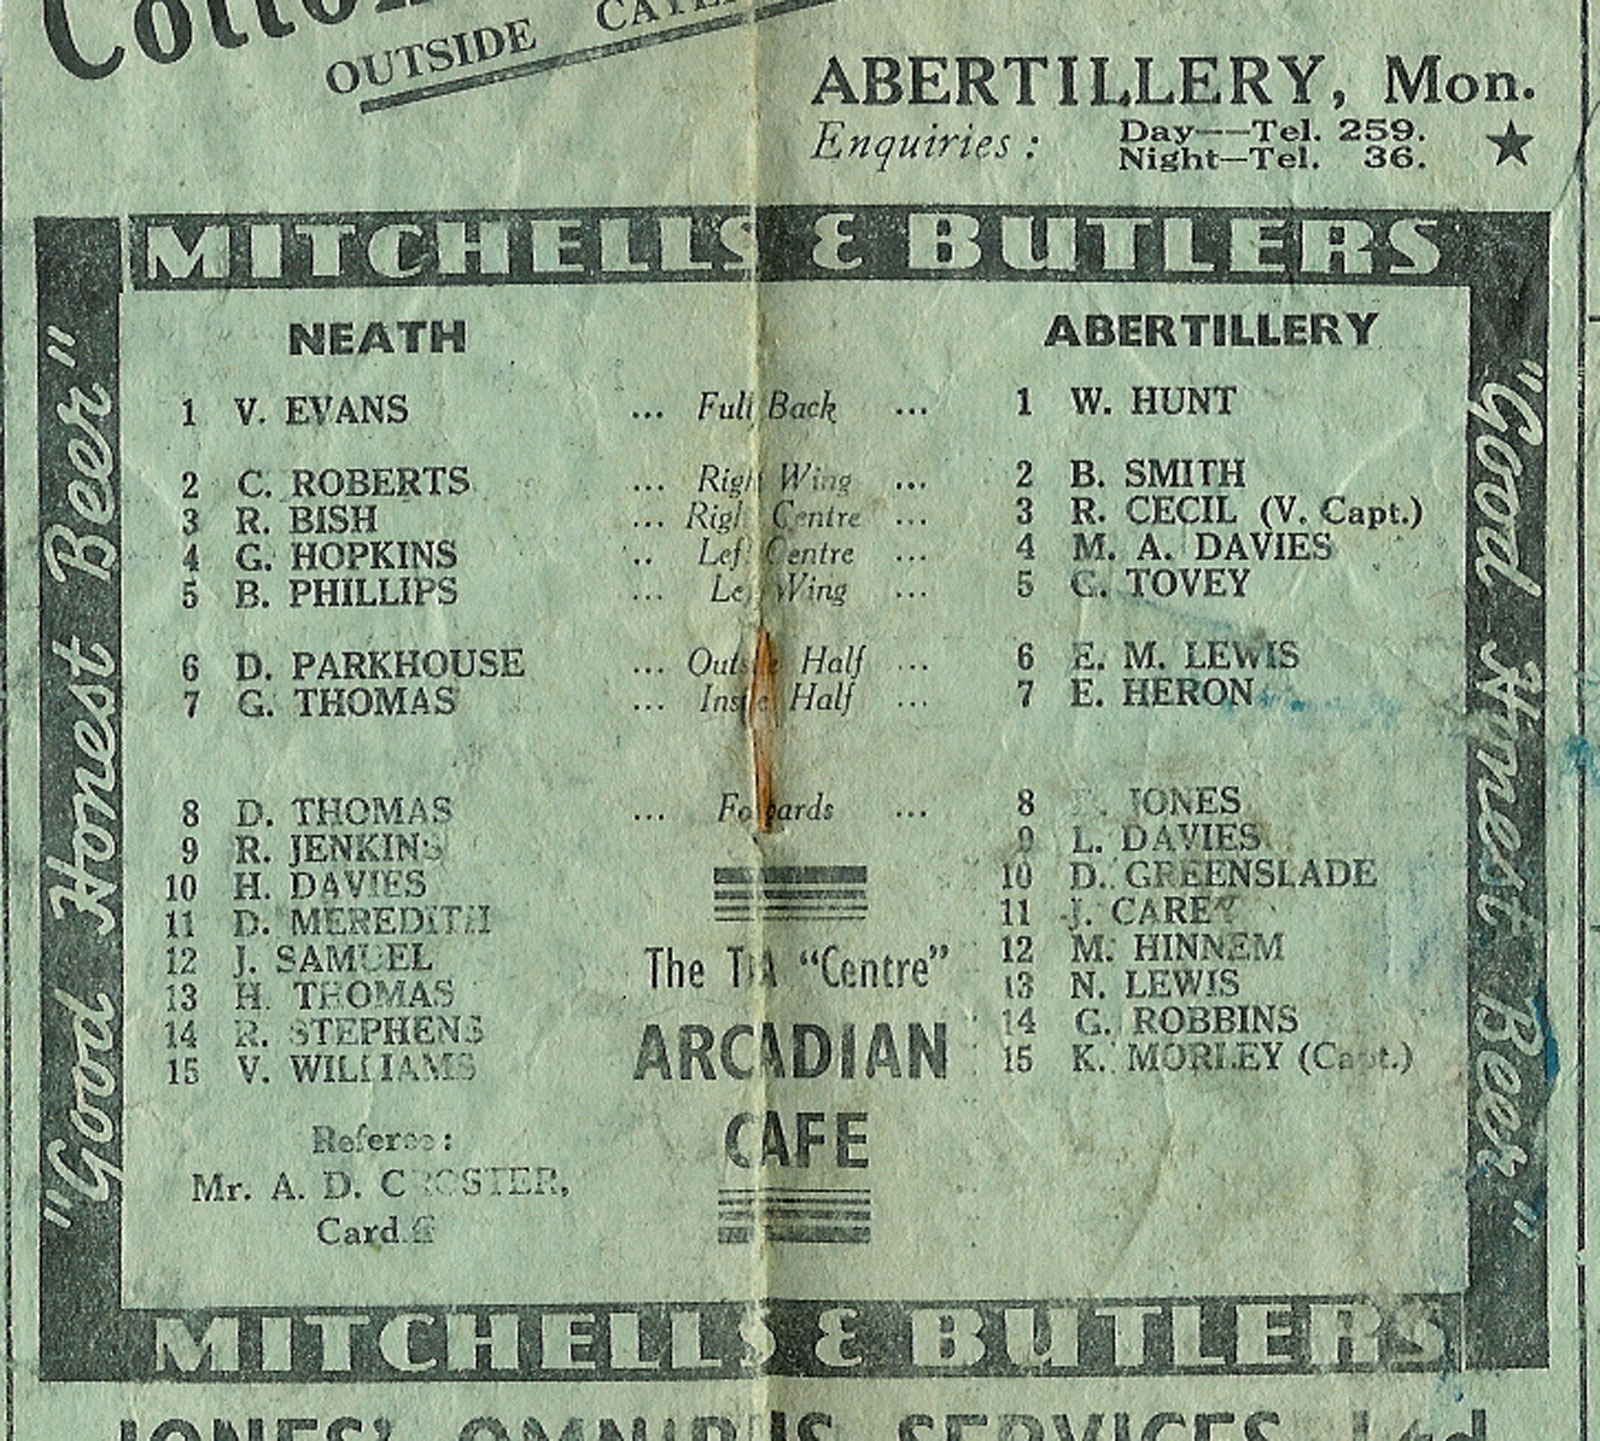 OUTSIDE
ABERTILLERY, Mon.
Enquiries : Day——Tel. 259.
Night—Tel. 36.
MITCHELLS & BUTLERS
"Good Honest Beer"
NEATH ABERTILLERY
1 V. EVANS ... Full Back ... 1 W. HUNT
2 C. ROBERTS ... Right Wing ... 2 B. SMITH
3 R. BISH ... Right Centre ... 3 R. CECIL (V. Capt.)
4 G. HOPKINS .. Left Centre ... 4 M. A. DAVIES
5 B. PHILLIPS ... Left Wing ... 5 G. TOVEY
6 D. PARKHOUSE ... Outside Half ... 6 E. M. LEWIS
7 G. THOMAS ... Inside Half ... 7 E. HERON
8 D. THOMAS ... Forwards ... 8 JONES
9 R. JENKINS 9 L. DAVIES
10 H. DAVIES 10 D. GREENSLADE
11 D. MEREDITH 11 J. CAREY
12 J. SAMUEL 12 M. HINNEM
13 H. THOMAS 13 N. LEWIS
14 R. STEPHENS 14 G. ROBBINS
15 V. WILLIAMS 15 K. MORLEY (Capt.)
The "Centre"
ARCADIAN
CAFE
Referee :
Mr. A. D.
Cardiff
"Good Honest Beer"
MITCHELLS & BUTLERS
JONES' OMNIBUS SERVICES Ltd